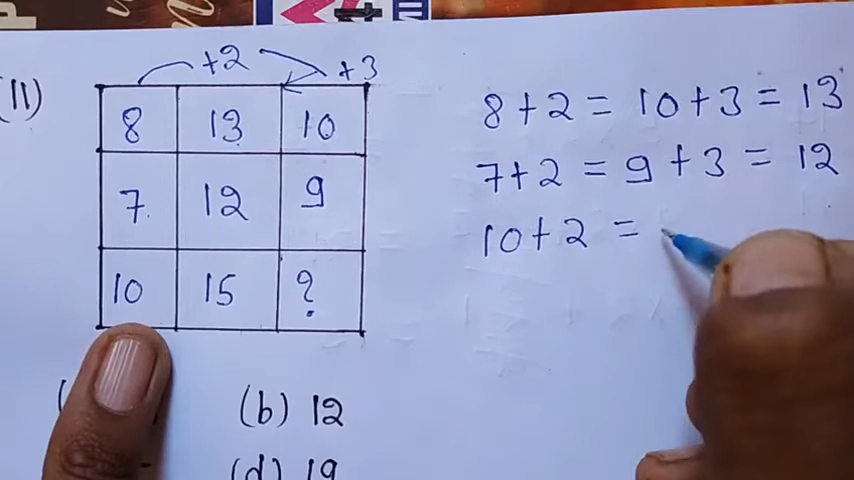 (11)
+2 +3
8 13 10
7 12 9
10 15 ?
8+2 = 10+3 = 13
7+2 = 9+3 = 12
10+2 =
(b) 12
(d) 19